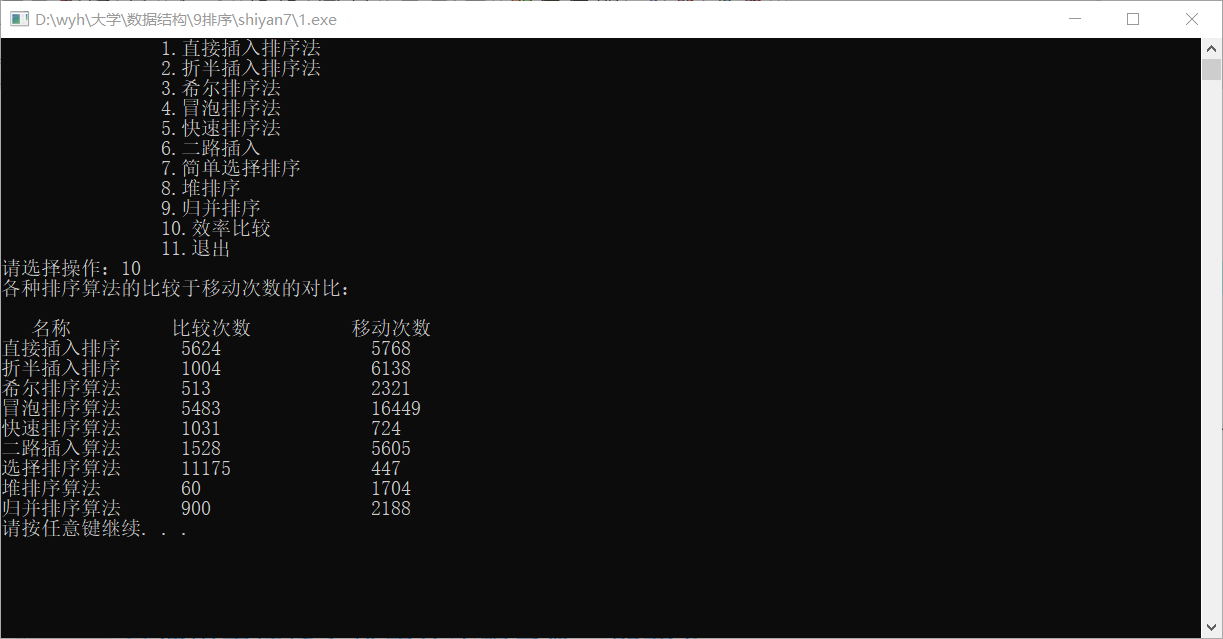 D:\wyh\大学\数据结构\9排序\shiyan7\1.exe
1.直接插入排序法
2.折半插入排序法
3.希尔排序法
4.冒泡排序法
5.快速排序法
6.二路插入
7.简单选择排序
8.堆排序
9.归并排序
10.效率比较
11.退出
请选择操作：10
各种排序算法的比较于移动次数的对比：
名称 比较次数 移动次数
直接插入排序 5624 5768
折半插入排序 1004 6138
希尔排序算法 513 2321
冒泡排序算法 5483 16449
快速排序算法 1031 724
二路插入算法 1528 5605
选择排序算法 11175 447
堆排序算法 60 1704
归并排序算法 900 2188
请按任意键继续. . .